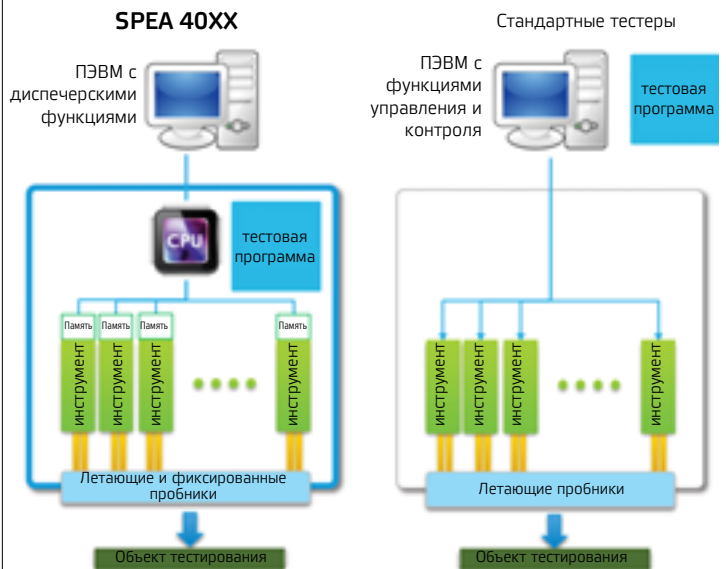 SPEA 40XX
ПЭВМ с
диспечерскими
функциями
CPU
тестовая
программа
Память
Память
Память
Память
инструмент
инструмент
инструмент
инструмент
Летающие и фиксированные
пробники
Объект тестирования
Стандартные тестеры
ПЭВМ с
функциями
управления и
контроля
тестовая
программа
инструмент
инструмент
инструмент
инструмент
Летающие пробники
Объект тестирования